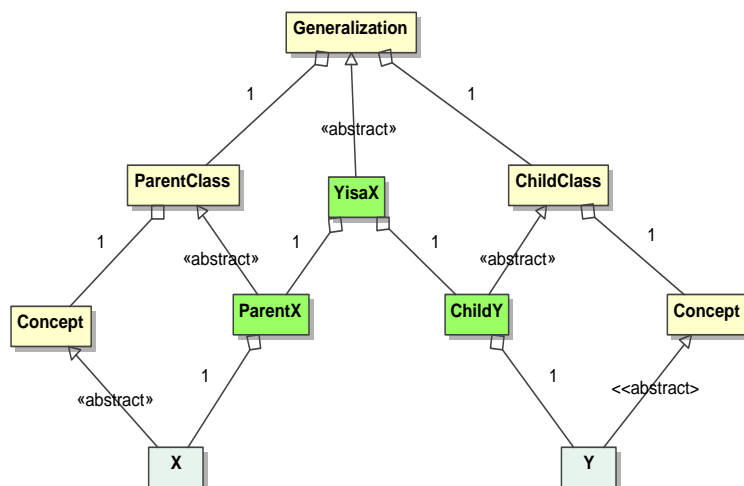 Generalization
1
1
«abstract»
ParentClass
YisaX
ChildClass
1
1
1
1
«abstract»
«abstract»
Concept
ParentX
ChildY
Concept
1
1
«abstract»
<<abstract>
X
Y